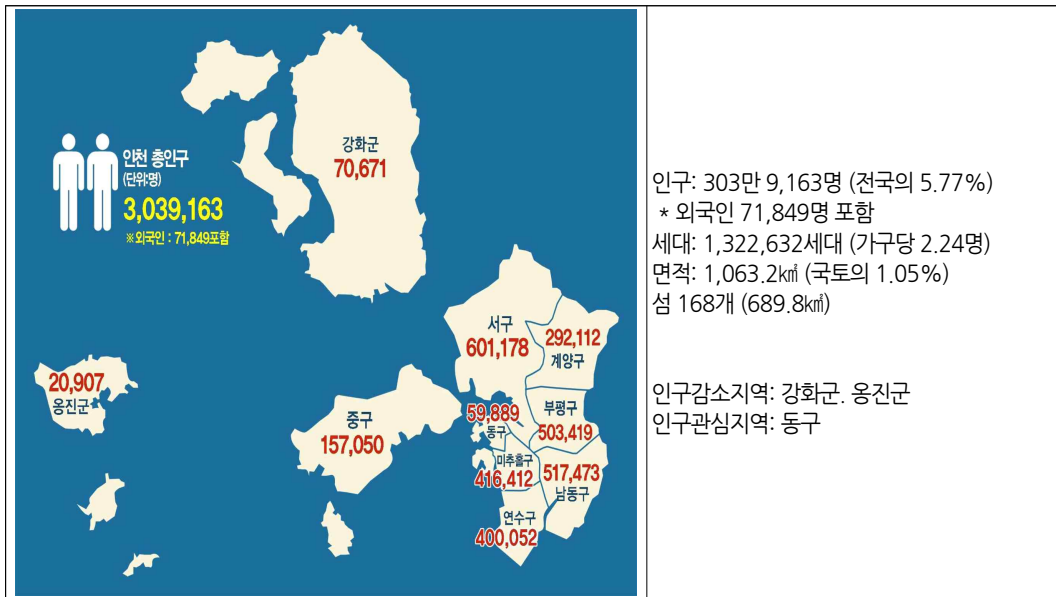 인천 총인구
(단위:명)
3,039,163
※외국인 : 71,849포함
강화군
70,671
서구
601,178
292,112
계양구
20,907
옹진군
중구
157,050
59,889
동구
부평구
503,419
미추홀구
416,412
517,473
남동구
연수구
400,052
인구: 303만 9,163명 (전국의 5.77%)
* 외국인 71,849명 포함
세대: 1,322,632세대 (가구당 2.24명)
면적: 1,063.2㎢ (국토의 1.05%)
섬 168개 (689.8㎢)
인구감소지역: 강화군. 옹진군
인구관심지역: 동구